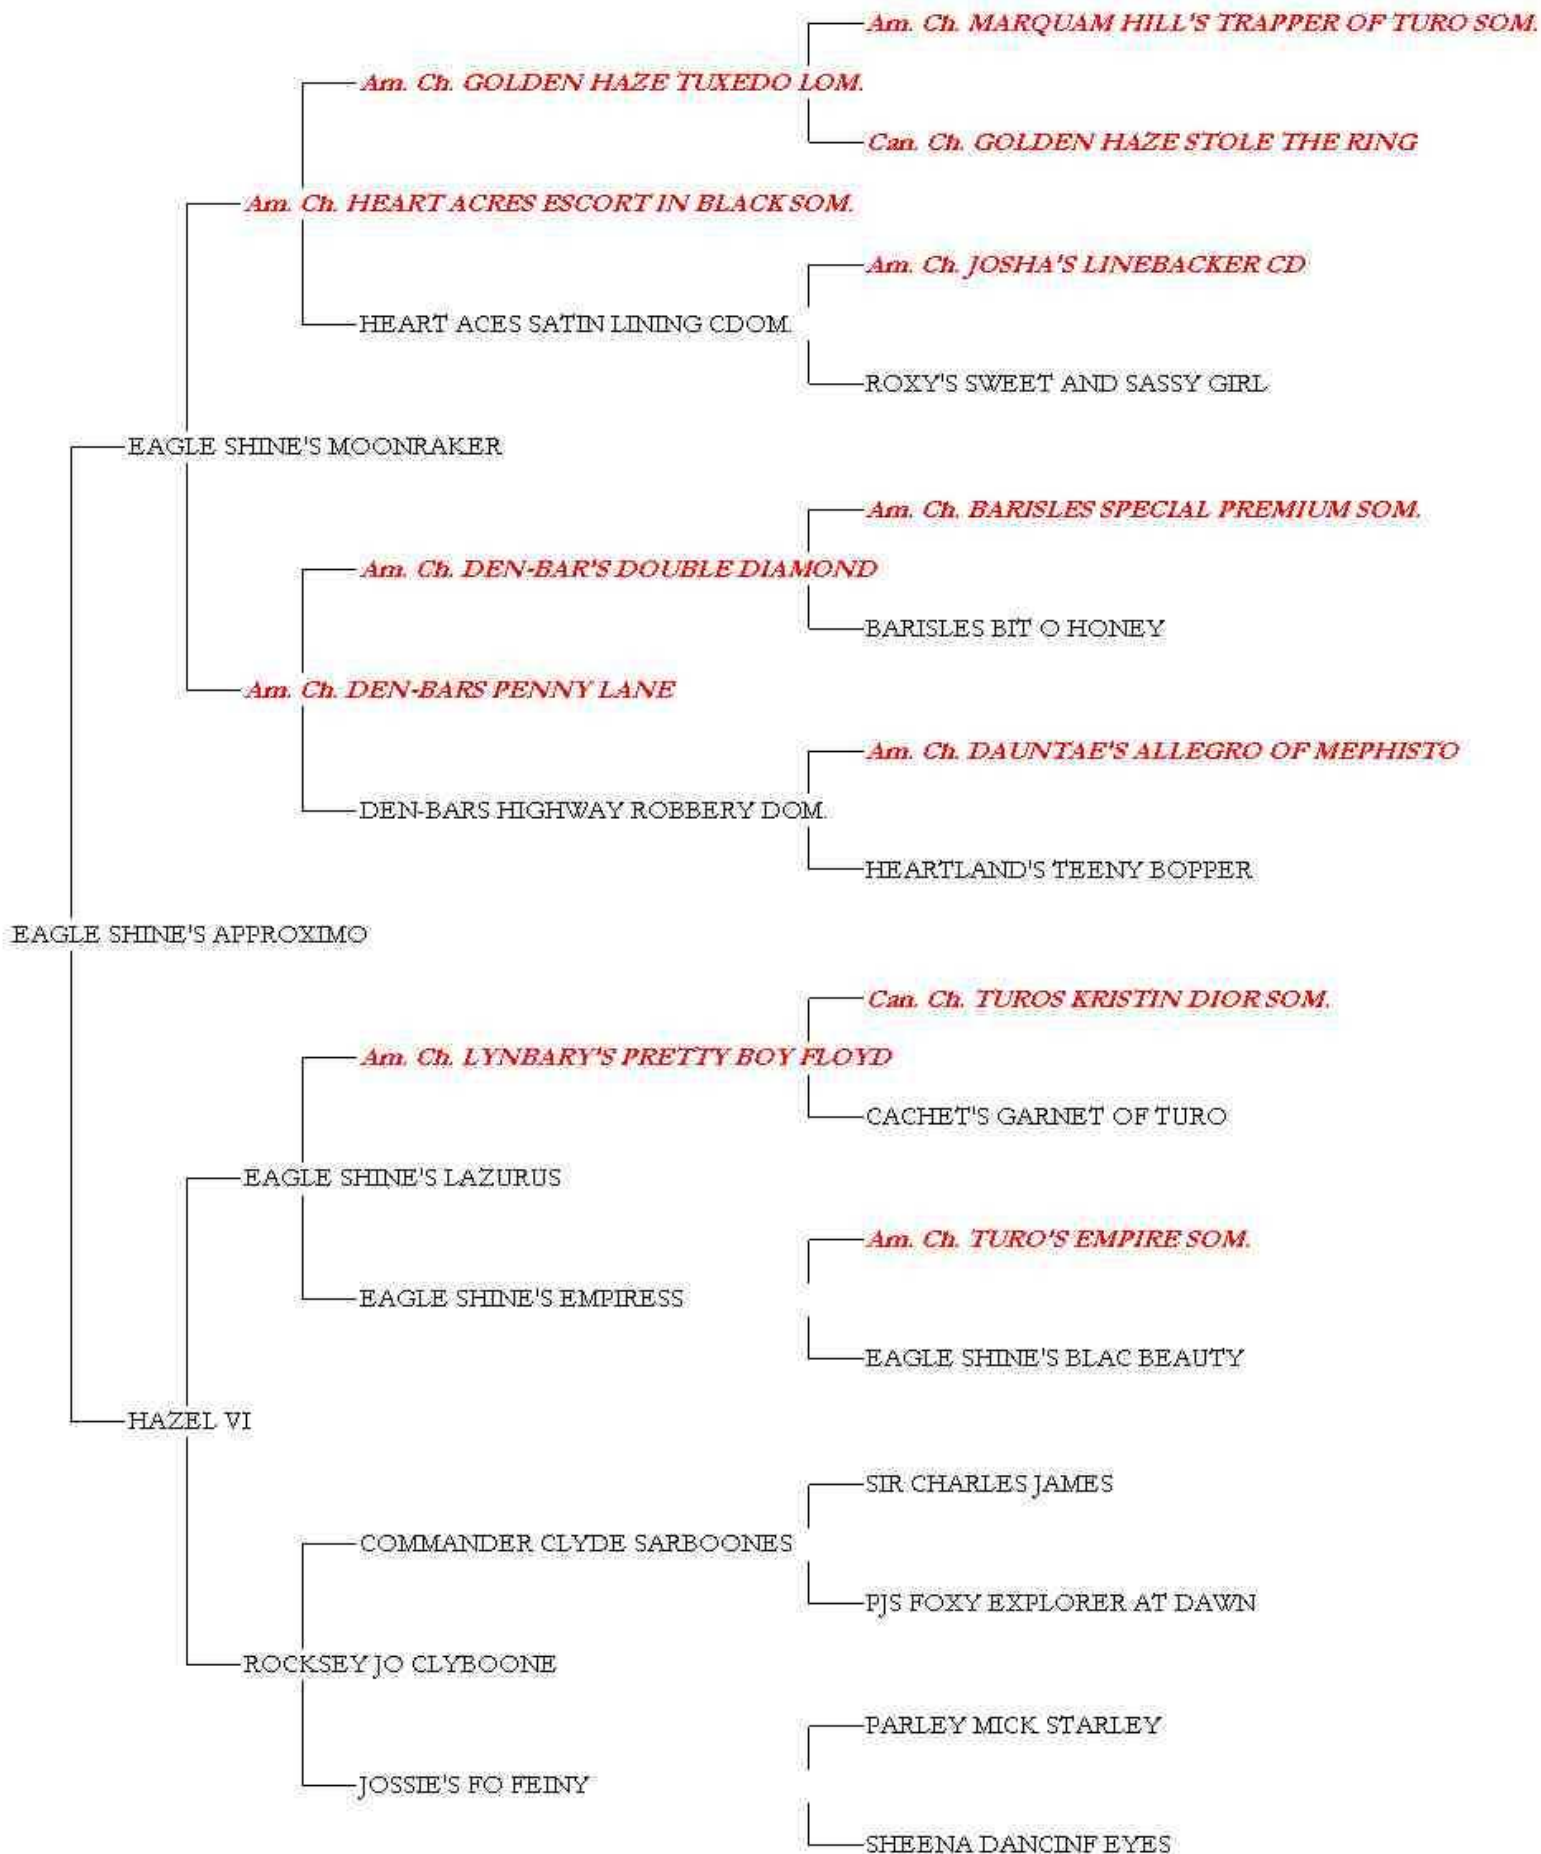 Am. Ch. MARQUAM HILL'S TRAPPER OF TURO SOM.
Am. Ch. GOLDEN HAZE TUXEDO LOM.
Can. Ch. GOLDEN HAZE STOLE THE RING
Am. Ch. HEART ACRES ESCORT IN BLACK SOM.
Am. Ch. JOSHA'S LINEBACKER CD
HEART ACES SATIN LINING CDOM.
ROXY'S SWEET AND SASSY GIRL
EAGLE SHINE'S MOONRAKER
Am. Ch. BARISLES SPECIAL PREMIUM SOM.
Am. Ch. DEN-BAR'S DOUBLE DIAMOND
BARISLES BIT O HONEY
Am. Ch. DEN-BARS PENNY LANE
Am. Ch. DAUNTAE'S ALLEGRO OF MEPHISTO
DEN-BARS HIGHWAY ROBBERY DOM.
HEARTLAND'S TEENY BOPPER
EAGLE SHINE'S APPROXIMO
Can. Ch. TUROS KRISTIN DIOR SOM.
Am. Ch. LYNBARY'S PRETTY BOY FLOYD
CACHET'S GARNET OF TURO
EAGLE SHINE'S LAZURUS
Am. Ch. TURO'S EMPIRE SOM.
EAGLE SHINE'S EMPIRESS
EAGLE SHINE'S BLAC BEAUTY
HAZEL VI
SIR CHARLES JAMES
COMMANDER CLYDE SARBOONES
PJS FOXY EXPLORER AT DAWN
ROCKSEY JO CLYBOONE
PARLEY MICK STARLEY
JOSSIE'S FO FEINY
SHEENA DANCINF EYES